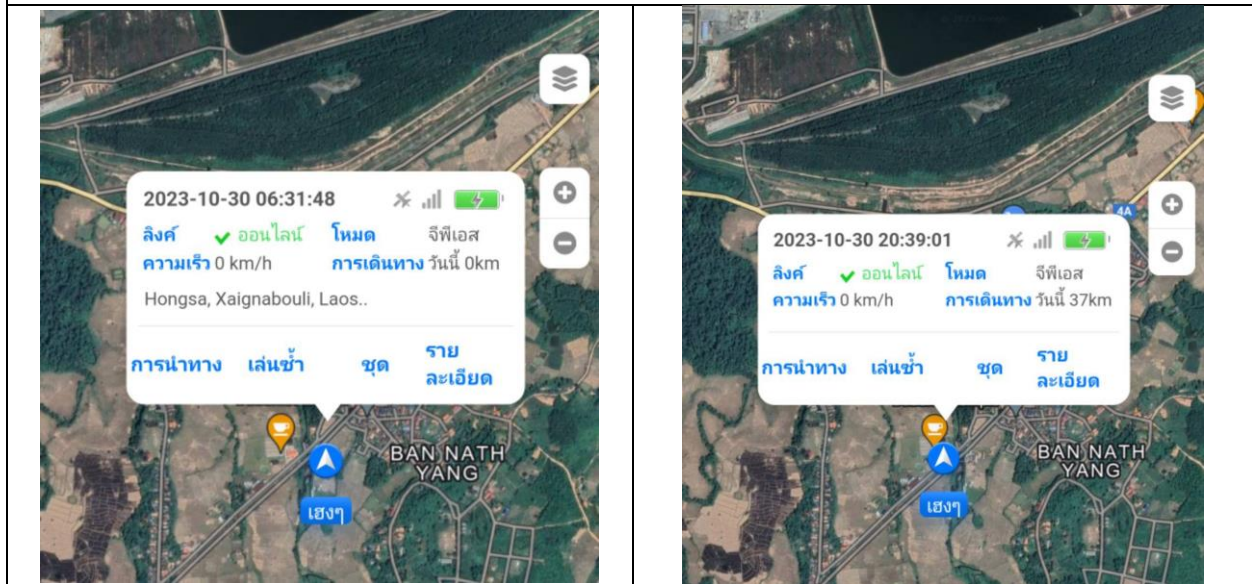 2023-10-30 06:31:48
ลิงค์ ออนไลน์ โหมด จีพีเอส
ความเร็ว 0 km/h การเดินทาง วันนี้ 0km
Hongsa, Xaignabouli, Laos..
การนำทาง เล่นซ้ำ ชุด ราย
ละเอียด
BAN NATH
YANG
เฮงๆ
4A
2023-10-30 20:39:01
ลิงค์ ออนไลน์ โหมด จีพีเอส
ความเร็ว 0 km/h การเดินทาง วันนี้ 37km
การนำทาง เล่นซ้ำ ชุด ราย
ละเอียด
BAN NATH
YANG
เฮงๆ